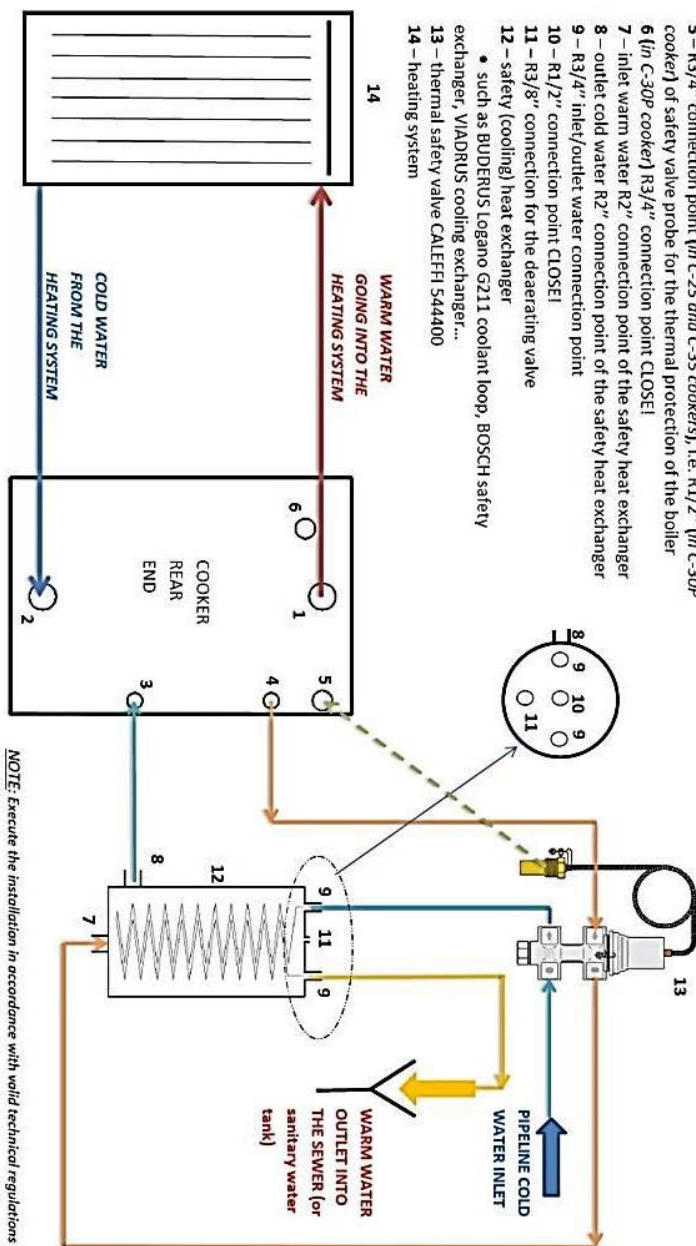 5 – R3/4" connection point (in C-25 and C-35 cookers), i.e. R1/2" (in C-30P
cooker) of safety valve probe for the thermal protection of the boiler
6 (in C-30P cooker) R3/4" connection point CLOSE!
7 – inlet warm water R2" connection point of the safety heat exchanger
8 – outlet cold water R2" connection point of the safety heat exchanger
9 – R3/4" inlet/outlet water connection point
10 – R1/2" connection point CLOSE!
11 – R3/8" connection for the deaerating valve
12 – safety (cooling) heat exchanger
• such as BUDERUS Logano G211 coolant loop, BOSCH safety
exchanger, VIADRUS cooling exchanger...
13 – thermal safety valve CALEFFI 544400
14 – heating system
8
9
10
9
11
13
14
WARM WATER
GOING INTO THE
HEATING SYSTEM
COLD WATER
FROM THE
HEATING SYSTEM
6
1
5
4
COOKER
REAR
END
3
2
9
11
9
12
8
7
PIPELINE COLD
WATER INLET
WARM WATER
OUTLET INTO
THE SEWER (or
sanitary water
tank)
NOTE: Execute the installation in accordance with valid technical regulations